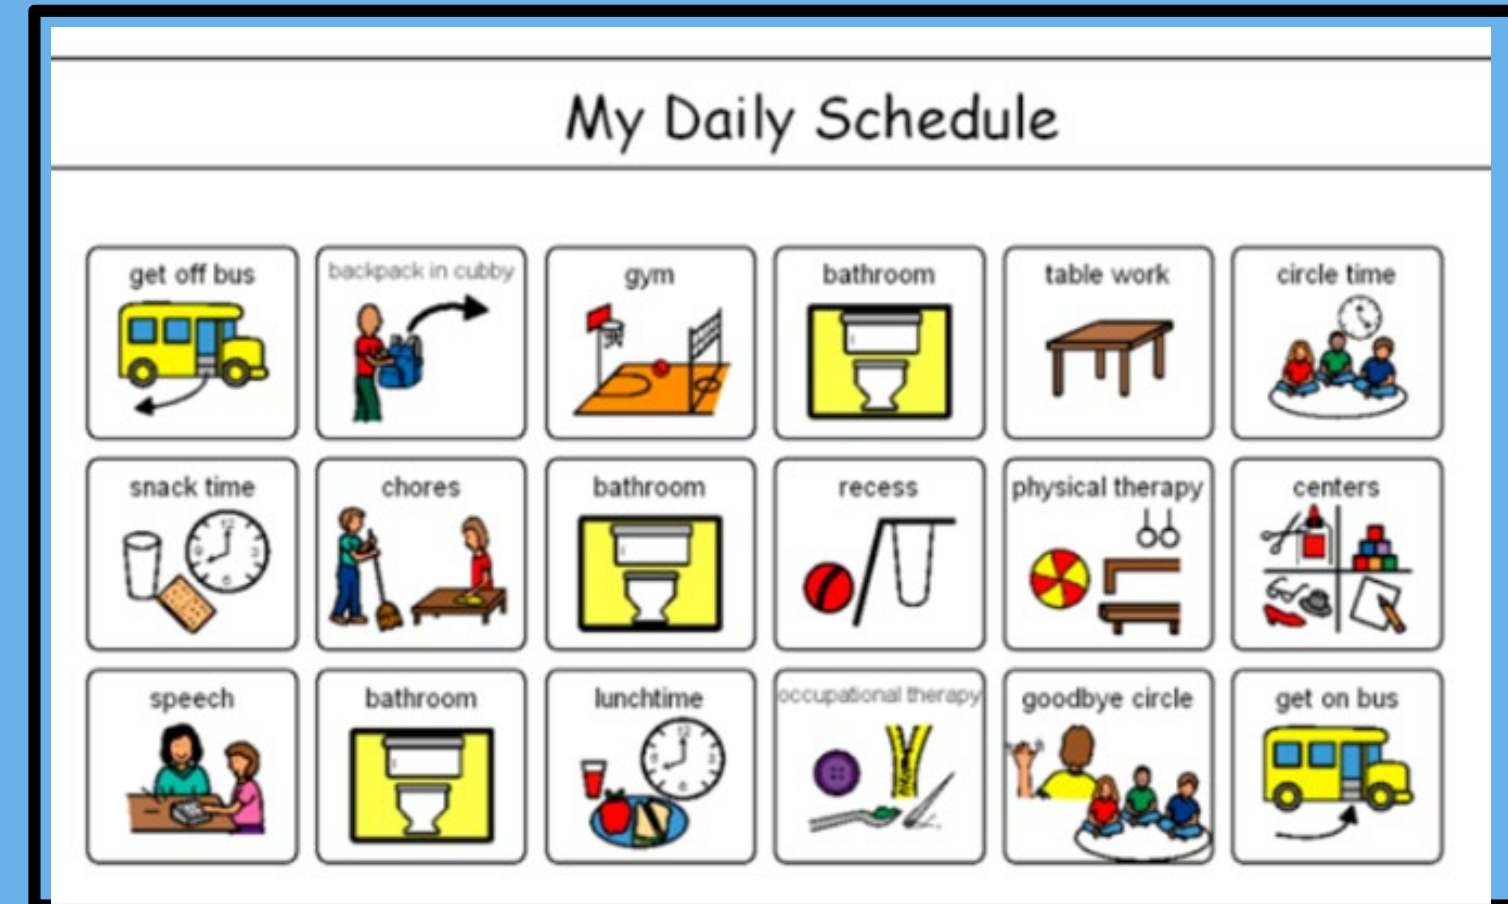 My Daily Schedule
get off bus
backpack in cubby
gym
bathroom
table work
circle time
snack time
chores
bathroom
recess
physical therapy
centers
speech
bathroom
lunchtime
occupational therapy
goodbye circle
get on bus